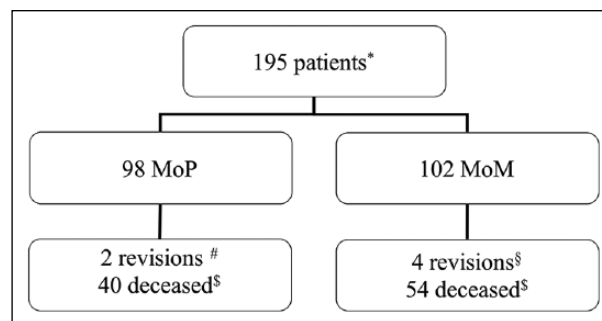 195 patients*
98 MoP
102 MoM
2 revisions #
40 deceased$
4 revisions§
54 deceased$